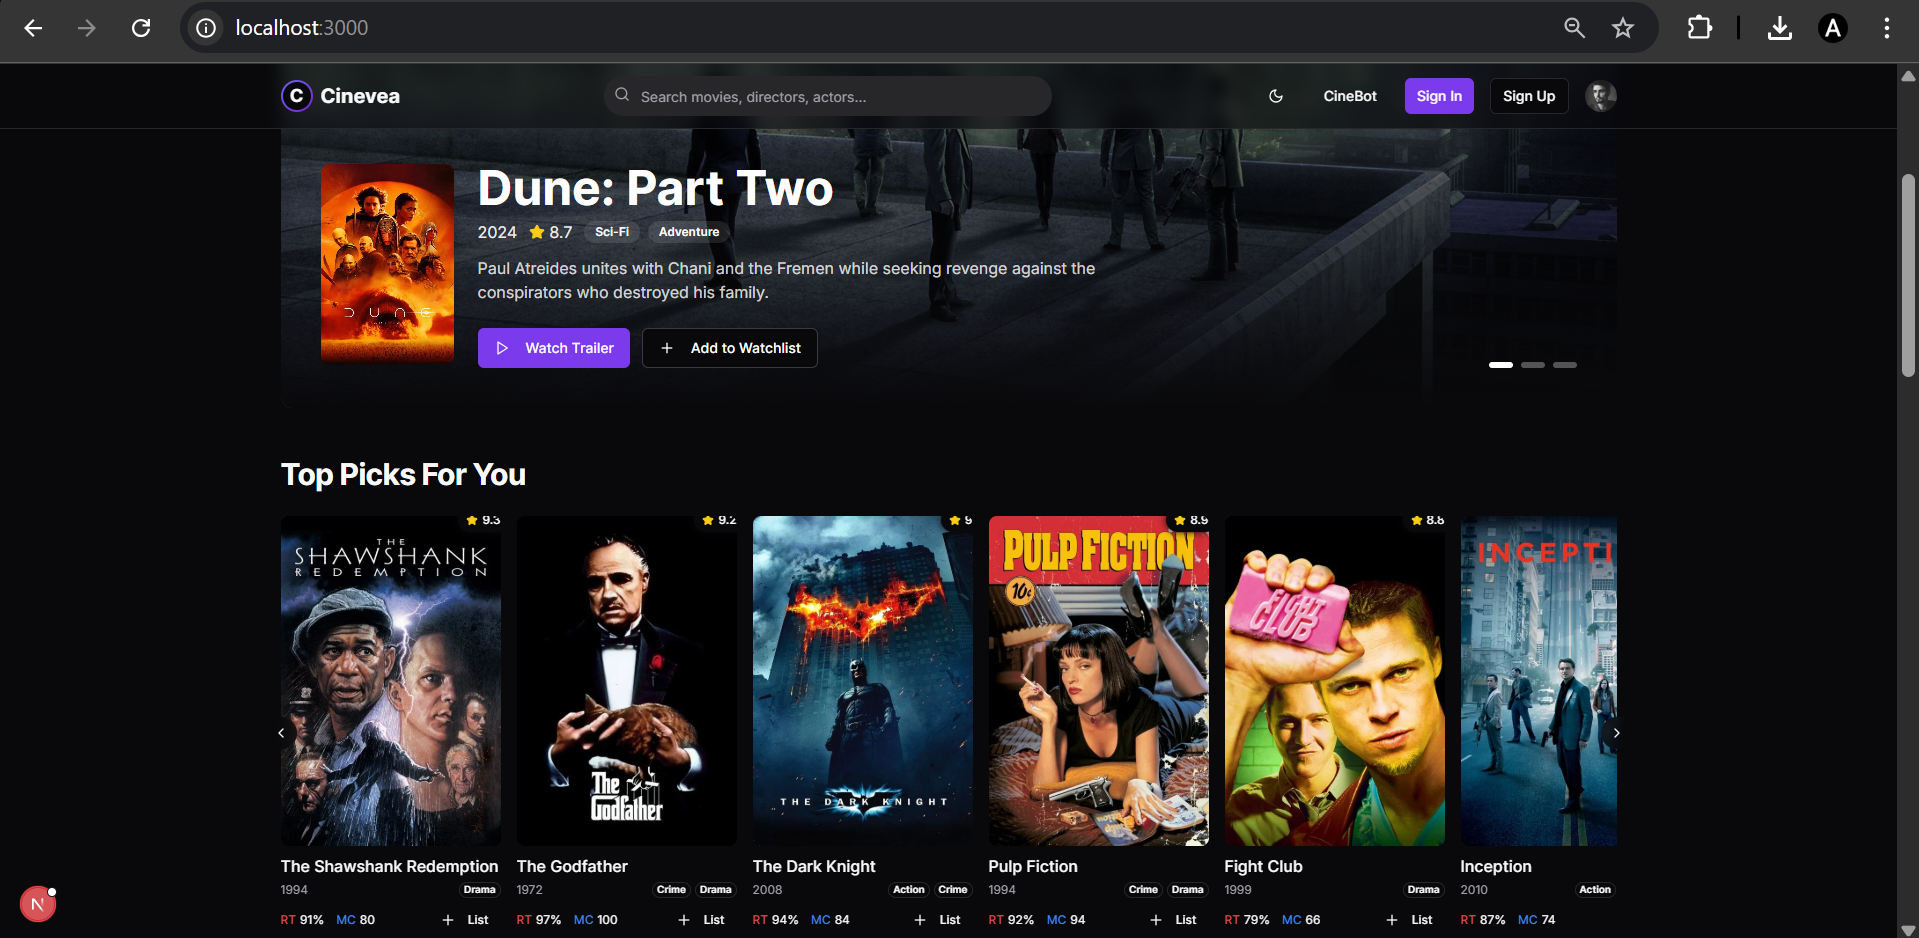 localhost:3000
A
C Cinevea
Search movies, directors, actors...
CineBot
Sign In
Sign Up
Dune: Part Two
2024 8.7 Sci-Fi Adventure
Paul Atreides unites with Chani and the Fremen while seeking revenge against the
conspirators who destroyed his family.
Watch Trailer
Add to Watchlist
DUNE
Top Picks For You
9.3
9.2
9
8.9
8.8
THE
SHAWSHANK
REDEMPTION
The
Godfather
THE DARK KNIGHT
PULP FICTION
10¢
FIGHT
CLUB
INCEPTI
The Shawshank Redemption
1994 Drama
RT 91% MC 80 + List
The Godfather
1972 Crime Drama
RT 97% MC 100 + List
The Dark Knight
2008 Action Crime
RT 94% MC 84 + List
Pulp Fiction
1994 Crime Drama
RT 92% MC 94 + List
Fight Club
1999 Drama
RT 79% MC 66 + List
Inception
2010 Action
RT 87% MC 74
N